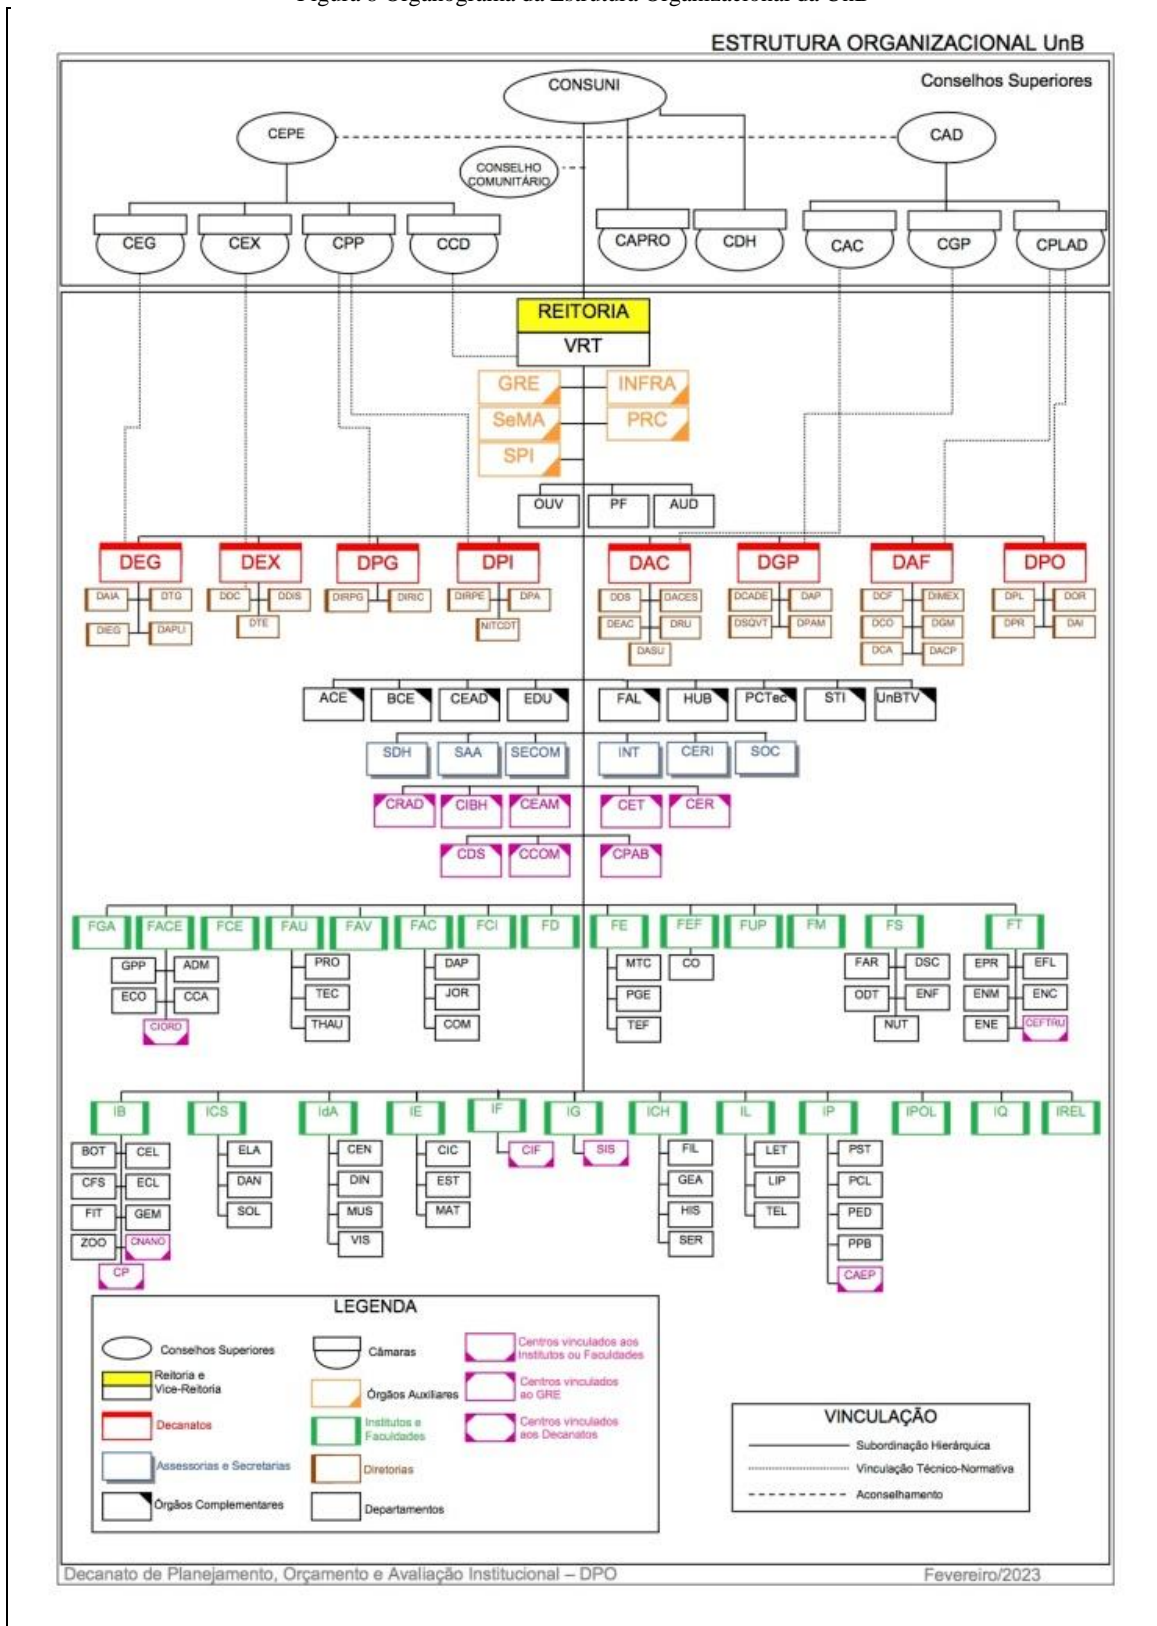 ESTRUTURA ORGANIZACIONAL UnB
Conselhos Superiores
CONSUNI
CEPE
CAD
CONSELHO
COMUNITÁRIO
CEG CEX CPP CCD CAPRO CDH CAC CGP CPLAD
REITORIA
VRT
GRE INFRA
SeMA PRC
SPI
OUV PF AUD
DEG DEX DPG DPI DAC DGP DAF DPO
DAIA DTG DDC DDIS DIRPG DIRIC DIRPE DPA DDS DACES DCADE DAP DCF DIMEX DPL DOR
DIEG DAPLI DTE NITCDT DEAC DRU DSQVT DPAM DCO DGM DPR DAI
DASU DCA DACP
ACE BCE CEAD EDU FAL HUB PCTec STI UnBTV
SDH SAA SECOM INT CERI SOC
CRAD CIBH CEAM CET CER
CDS CCOM CPAB
FGA FACE FCE FAU FAV FAC FCI FD FE FEF FUP FM FS FT
GPP ADM PRO DAP MTC CO FAR DSC EPR EFL
ECO CCA TEC JOR PGE ODT ENF ENM ENC
CIORD THAU COM TEF NUT ENE CEFTRU
IB ICS IdA IE IF IG ICH IL IP IPOL IQ IREL
BOT CEL ELA CEN CIC CIF SIS FIL LET PST
CFS ECL DAN DIN EST GEA LIP PCL
FIT GEM SOL MUS MAT HIS TEL PED
ZOO CNANO VIS SER PPB
CP CAEP
LEGENDA
Conselhos Superiores
Reitoria e
Vice-Reitoria
Decanatos
Assessorias e Secretarias
Órgãos Complementares
Câmaras
Órgãos Auxiliares
Institutos e
Faculdades
Diretorias
Departamentos
Centros vinculados aos
Institutos ou Faculdades
Centros vinculados
ao GRE
Centros vinculados
aos Decanatos
VINCULAÇÃO
Subordinação Hierárquica
Vinculação Técnico-Normativa
Aconselhamento
Decanato de Planejamento, Orçamento e Avaliação Institucional – DPO
Fevereiro/2023